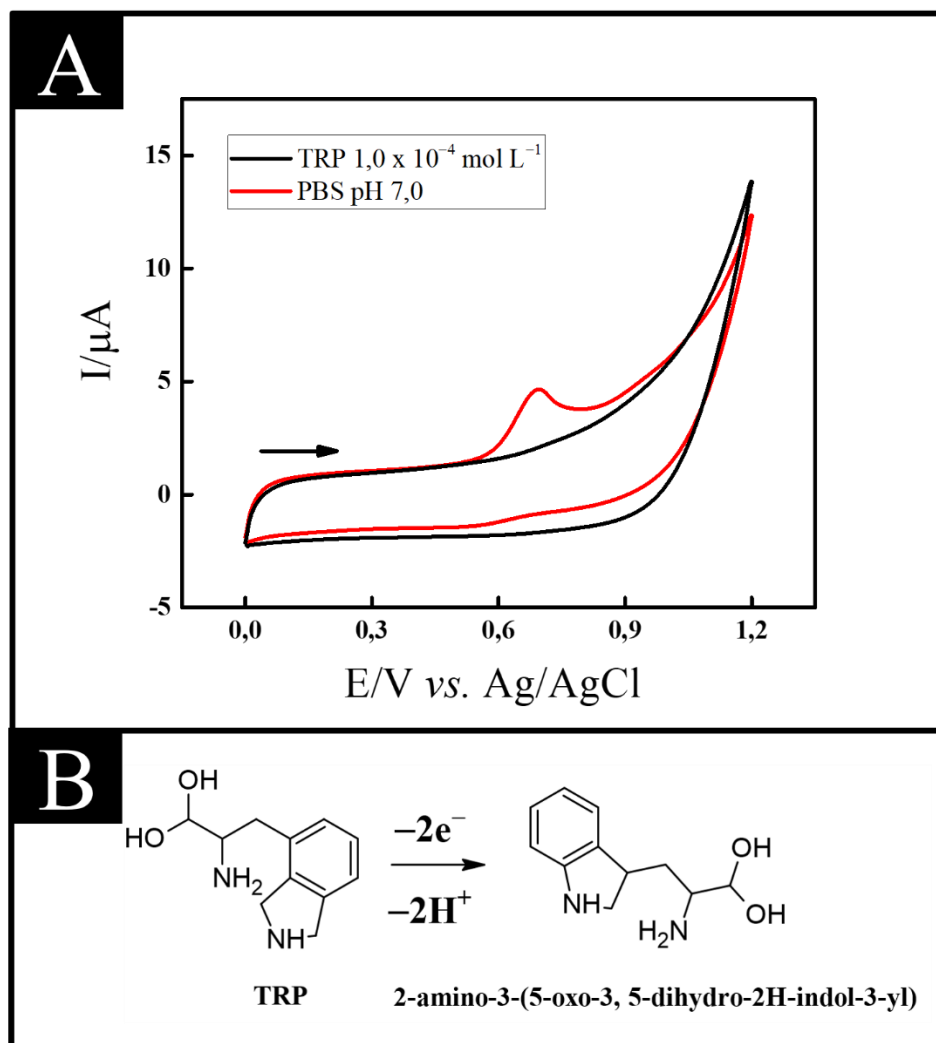 A
TRP 1,0 x 10⁻⁴ mol L⁻¹
PBS pH 7,0
I/µA
15
10
5
0
-5
0,0 0,3 0,6 0,9 1,2
E/V vs. Ag/AgCl
B
OH
HO
NH₂
NH
−2e⁻
−2H⁺
NH
H₂N
OH
OH
TRP
2-amino-3-(5-oxo-3, 5-dihydro-2H-indol-3-yl)